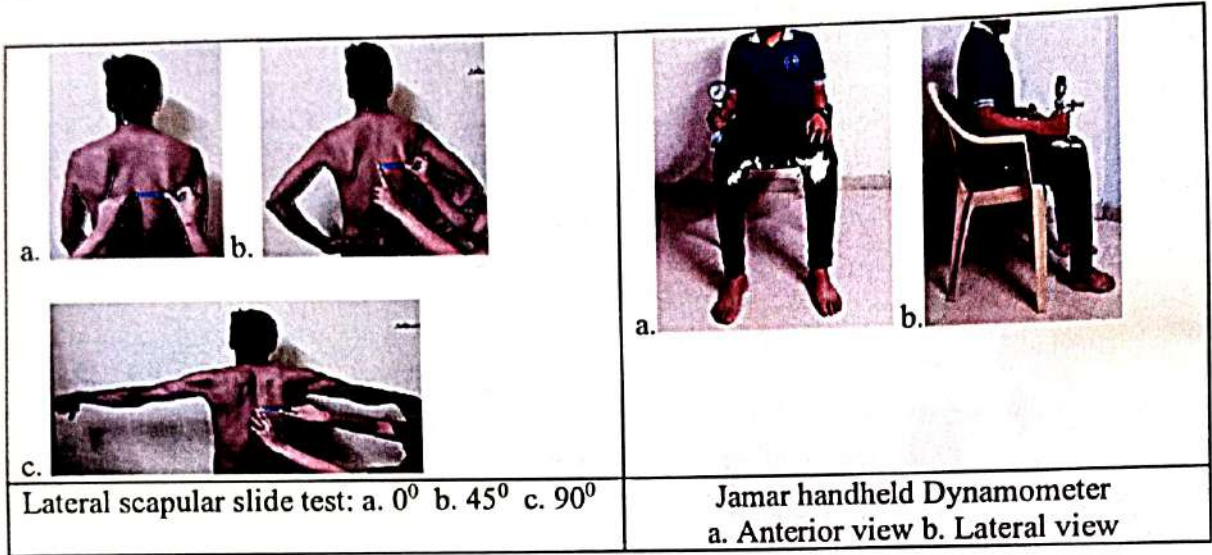 a.
b.
c.
Lateral scapular slide test: a. 0⁰ b. 45⁰ c. 90⁰
a.
b.
Jamar handheld Dynamometer
a. Anterior view b. Lateral view